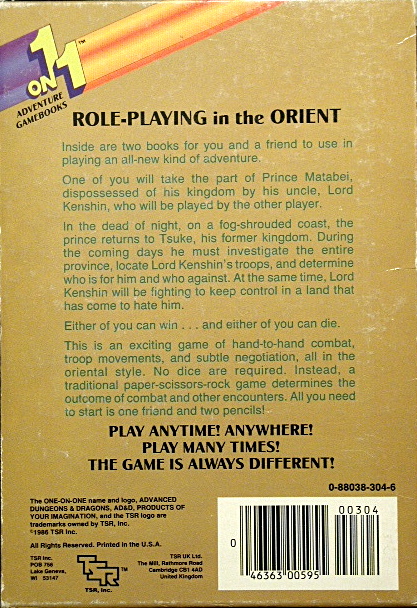 1 ON 1™
ADVENTURE
GAMEBOOKS
ROLE-PLAYING in the ORIENT
Inside are two books for you and a friend to use in
playing an all-new kind of adventure.
One of you will take the part of Prince Matabei,
dispossessed of his kingdom by his uncle, Lord
Kenshin, who will be played by the other player.
In the dead of night, on a fog-shrouded coast, the
prince returns to Tsuke, his former kingdom. During
the coming days he must investigate the entire
province, locate Lord Kenshin's troops, and determine
who is for him and who against. At the same time, Lord
Kenshin will be fighting to keep control in a land that
has come to hate him.
Either of you can win . . . and either of you can die.
This is an exciting game of hand-to-hand combat,
troop movements, and subtle negotiation, all in the
oriental style. No dice are required. Instead, a
traditional paper-scissors-rock game determines the
outcome of combat and other encounters. All you need
to start is one friend and two pencils!
PLAY ANYTIME! ANYWHERE!
PLAY MANY TIMES!
THE GAME IS ALWAYS DIFFERENT!
0-88038-304-6
The ONE-ON-ONE name and logo, ADVANCED
DUNGEONS & DRAGONS, AD&D, PRODUCTS OF
YOUR IMAGINATION, and the TSR logo are
trademarks owned by TSR, Inc.
©1986 TSR, Inc.
All Rights Reserved. Printed in the U.S.A.
TSR Inc.
POB 756
Lake Geneva,
WI 53147
TSR™
TSR, Inc.
TSR UK Ltd.
The Mill, Rathmore Road
Cambridge CB1 4AD
United Kingdom
00304
0 46363 00595